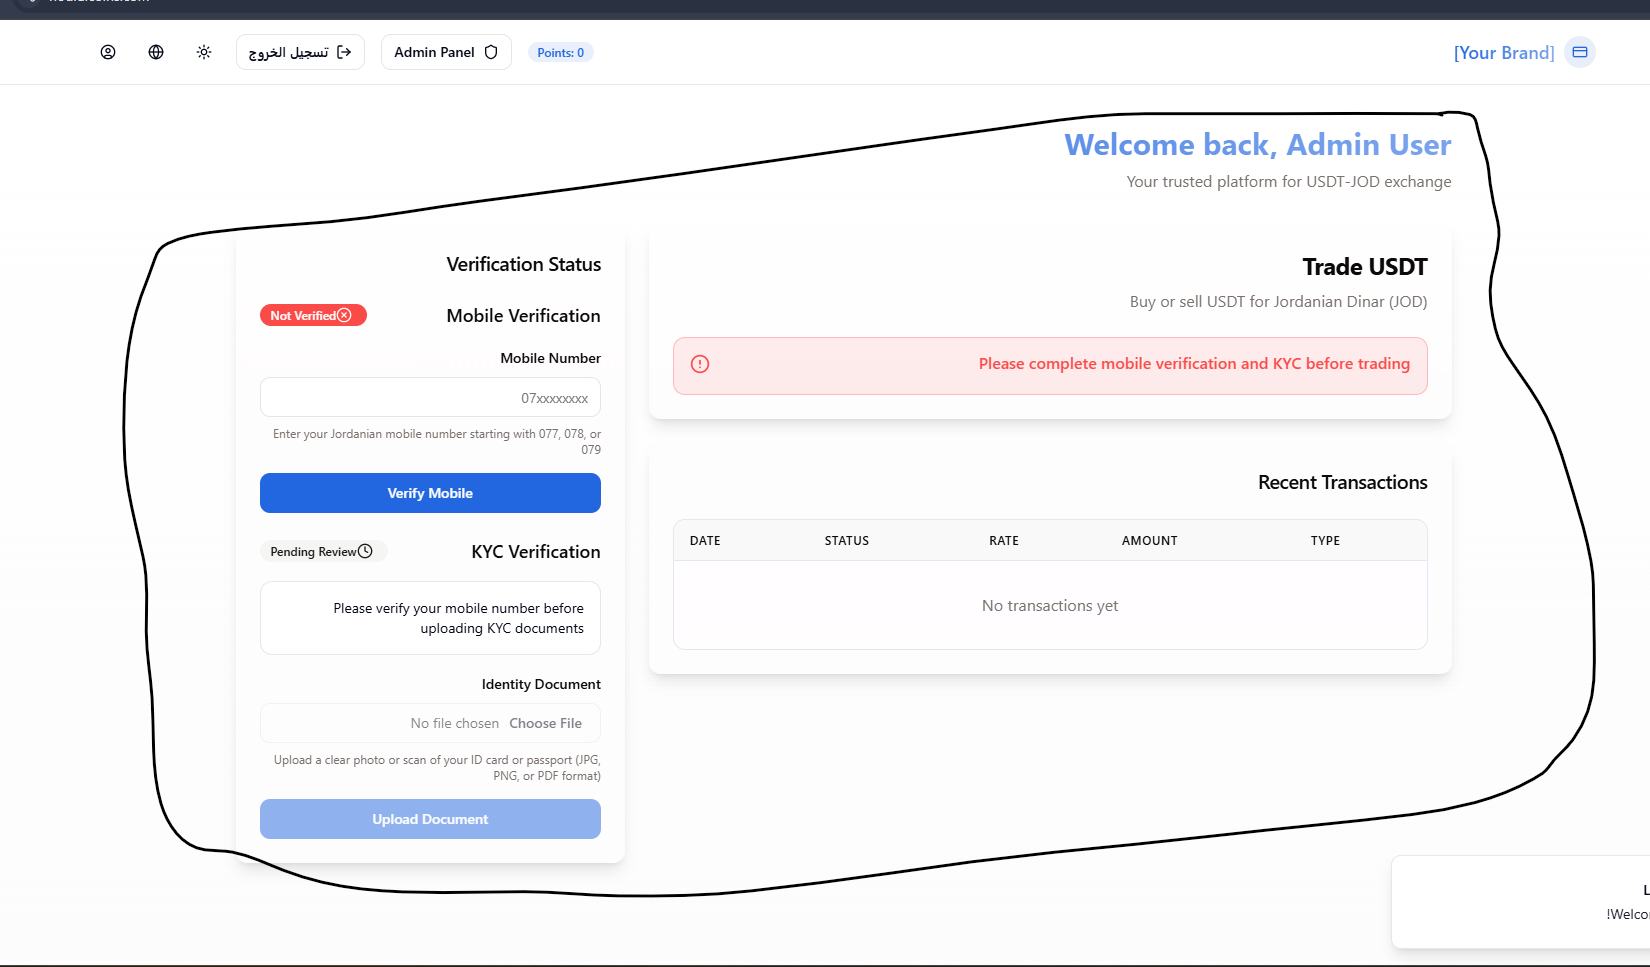 تسجيل الخروج
Admin Panel
Points: 0
[Your Brand]
Welcome back, Admin User
Your trusted platform for USDT-JOD exchange
Verification Status
Not Verified
Mobile Verification
Mobile Number
07xxxxxxxx
Enter your Jordanian mobile number starting with 077, 078, or
079
Verify Mobile
Pending Review
KYC Verification
Please verify your mobile number before
uploading KYC documents
Identity Document
No file chosen Choose File
Upload a clear photo or scan of your ID card or passport (JPG,
PNG, or PDF format)
Upload Document
Trade USDT
Buy or sell USDT for Jordanian Dinar (JOD)
Please complete mobile verification and KYC before trading
Recent Transactions
DATE STATUS RATE AMOUNT TYPE
No transactions yet